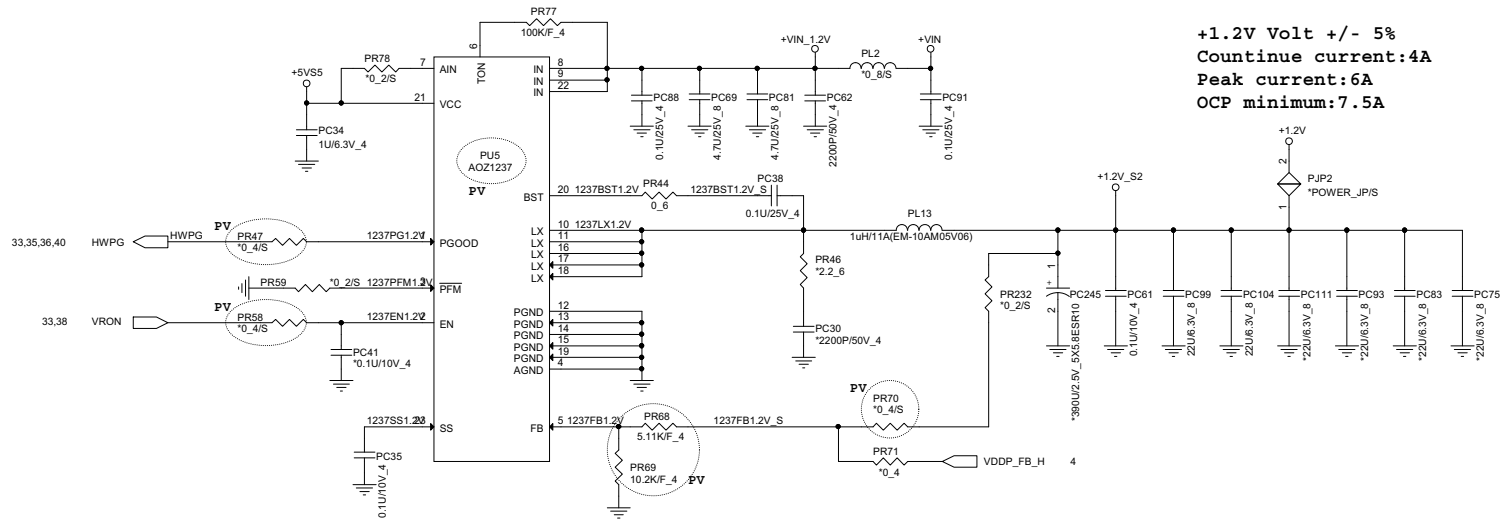 +1.2V Volt +/- 5%
Countinue current:4A
Peak current:6A
OCP minimum:7.5A
PR77
100K/F_4
+5VS5
PR78
*0_2/S
7
AIN
6
TON
21
VCC
PC34
1U/6.3V_4
PU5
AOZ1237
PV
IN 8
IN 9
IN 22
+VIN_1.2V
PL2
*0_8/S
+VIN
PC88
0.1U/25V_4
PC69
4.7U/25V_8
PC81
4.7U/25V_8
PC62
2200P/50V_4
PC91
0.1U/25V_4
BST
20
1237BST1.2V
PR44
0_6
1237BST1.2V_S
PC38
0.1U/25V_4
33,35,36,40
HWPG
HWPG
PV
PR47
*0_4/S
1237PG1.2V
PGOOD
LX 10
1237LX1.2V
LX 11
LX 16
LX 17
LX 18
PL13
1uH/11A(EM-10AM05V06)
PR46
*2.2_6
PC30
*2200P/50V_4
+1.2V
2
PJP2
*POWER_JP/S
1
+1.2V_S2
PR59
*0_2/S
1237PFM1.2V
PFM
33,38
VRON
PV
PR58
*0_4/S
1237EN1.2V
2
EN
PC41
*0.1U/10V_4
PGND 12
PGND 13
PGND 14
PGND 15
PGND 19
AGND 4
PR232
*0_2/S
1
+
2
PC245
*390U/2.5V_5X5.8ESR10
PC61
0.1U/10V_4
PC99
22U/6.3V_8
PC104
22U/6.3V_8
PC111
*22U/6.3V_8
PC93
*22U/6.3V_8
PC83
*22U/6.3V_8
PC75
*22U/6.3V_8
1237SS1.2V
SS
PC35
0.1U/10V_4
FB
5
1237FB1.2V
PR68
5.11K/F_4
1237FB1.2V_S
PR69
10.2K/F_4
PV
PV
PR70
*0_4/S
PR71
*0_4
VDDP_FB_H
4